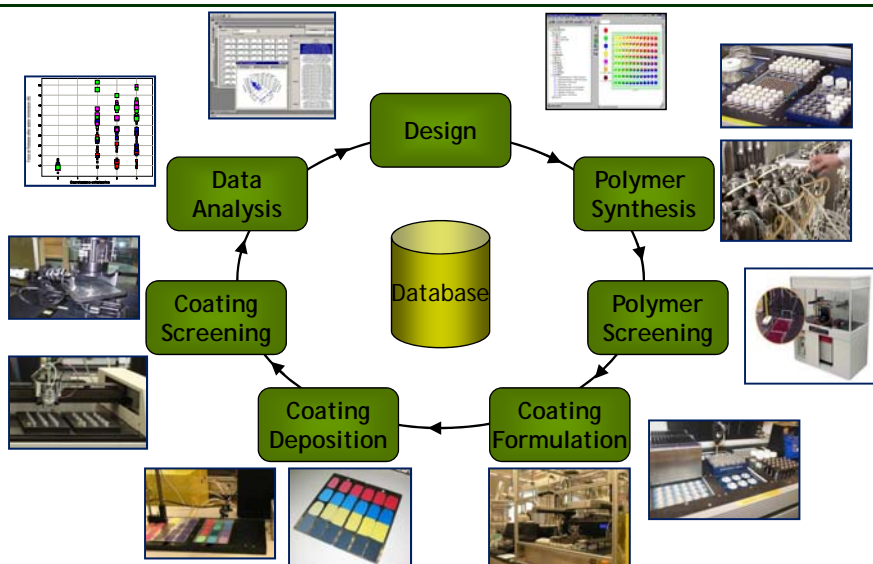 Design
Polymer
Synthesis
Polymer
Screening
Coating
Formulation
Coating
Deposition
Coating
Screening
Data
Analysis
Database